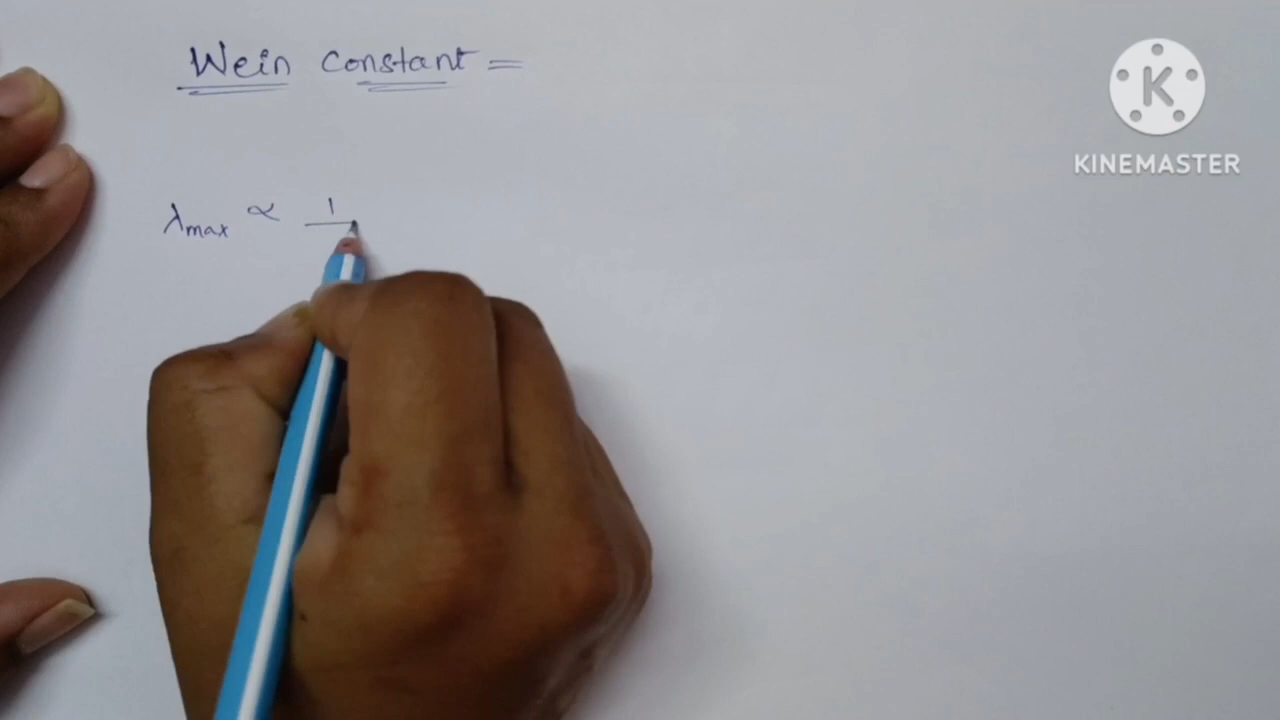 Wein constant =
K
KINEMASTER
λmax ∝ 1